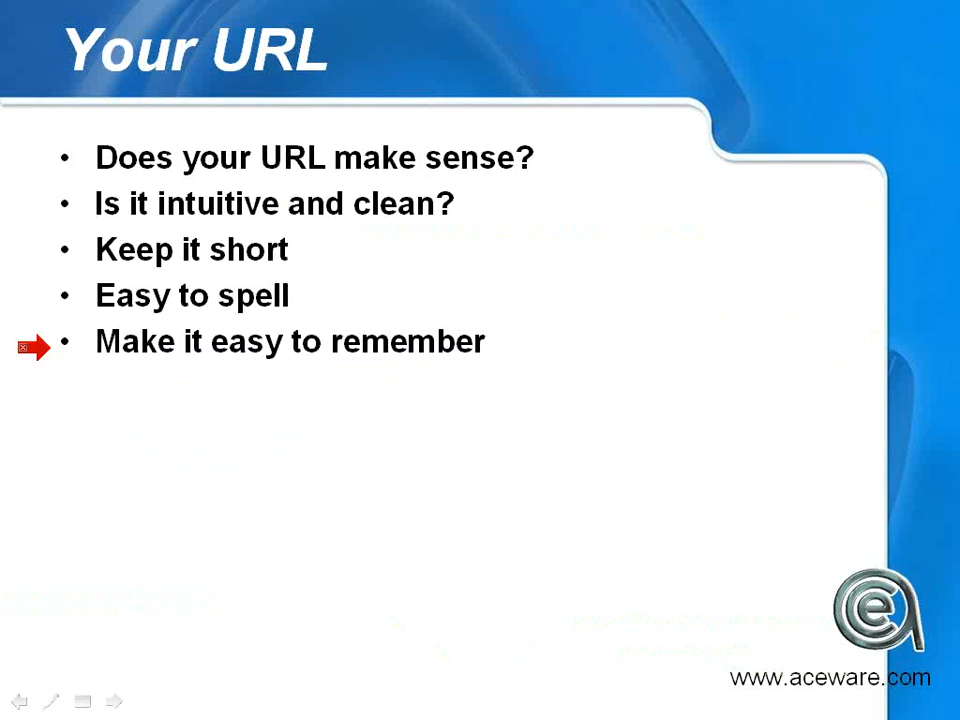 Your URL
• Does your URL make sense?
• Is it intuitive and clean?
• Keep it short
• Easy to spell
• Make it easy to remember
www.aceware.com